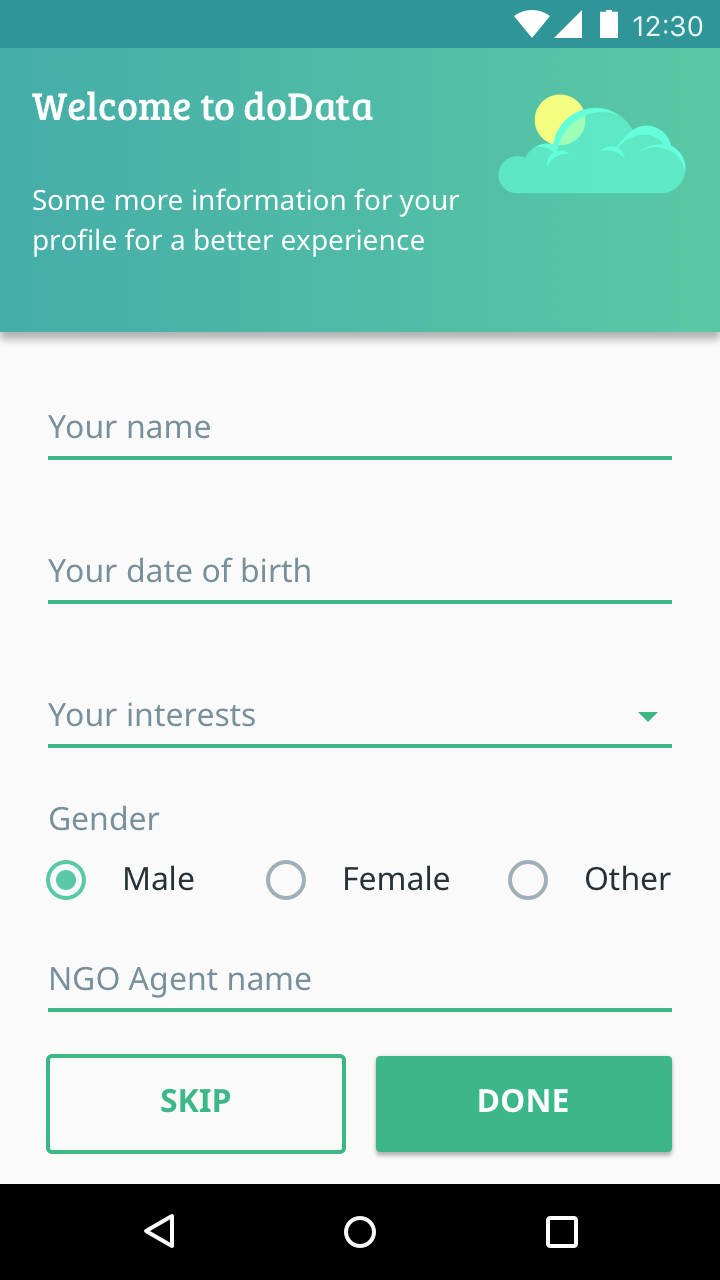 12:30
Welcome to doData
Some more information for your
profile for a better experience
Your name
Your date of birth
Your interests
Gender
Male Female Other
NGO Agent name
SKIP DONE